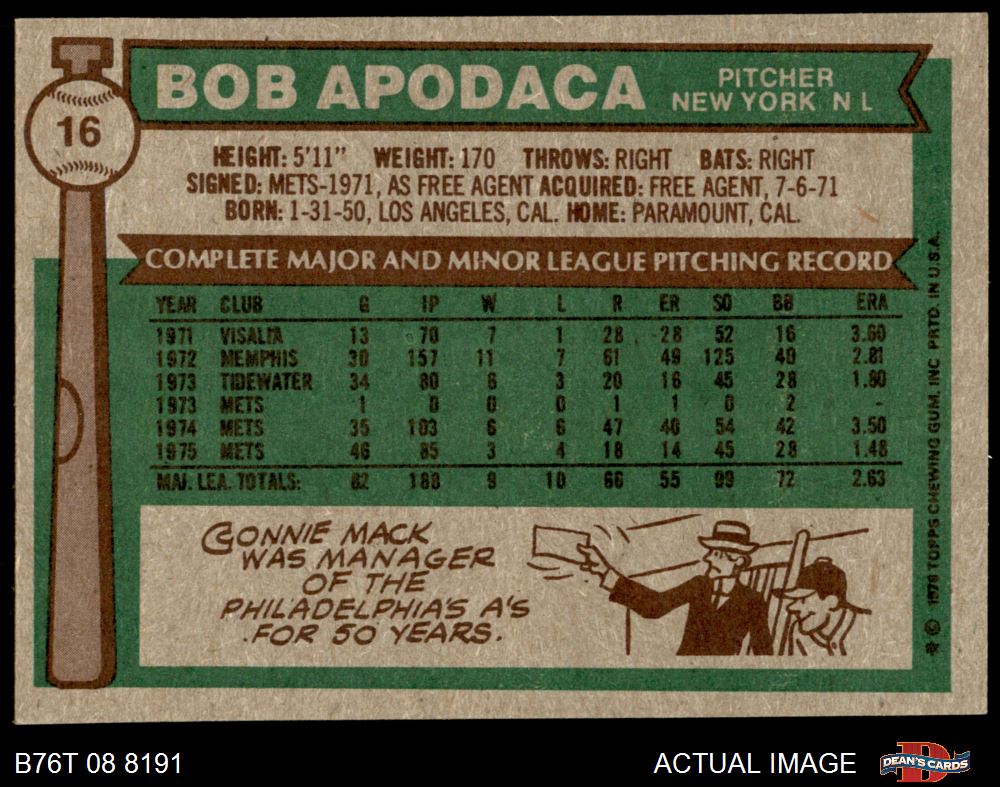 16
BOB APODACA
PITCHER
NEW YORK N L
HEIGHT: 5'11" WEIGHT: 170 THROWS: RIGHT BATS: RIGHT
SIGNED: METS-1971, AS FREE AGENT ACQUIRED: FREE AGENT, 7-6-71
BORN: 1-31-50, LOS ANGELES, CAL. HOME: PARAMOUNT, CAL.
COMPLETE MAJOR AND MINOR LEAGUE PITCHING RECORD
YEAR CLUB G IP W L R ER SO BB ERA
1971 VISALIA 13 70 7 1 28 28 52 16 3.60
1972 MEMPHIS 30 157 11 7 61 49 125 40 2.81
1973 TIDEWATER 34 80 6 3 20 16 45 28 1.80
1973 METS 1 0 0 0 1 1 0 2 -
1974 METS 35 103 6 6 47 40 54 42 3.50
1975 METS 46 85 3 4 18 14 45 28 1.48
MAJ. LEA. TOTALS: 82 188 9 10 66 55 99 72 2.63
CONNIE MACK
WAS MANAGER
OF THE
PHILADELPHIA'S A'S
FOR 50 YEARS.
* © 1976 TOPPS CHEWING GUM, INC PRTD. IN U.S.A.
B76T 08 8191
ACTUAL IMAGE
DEAN'S CARDS